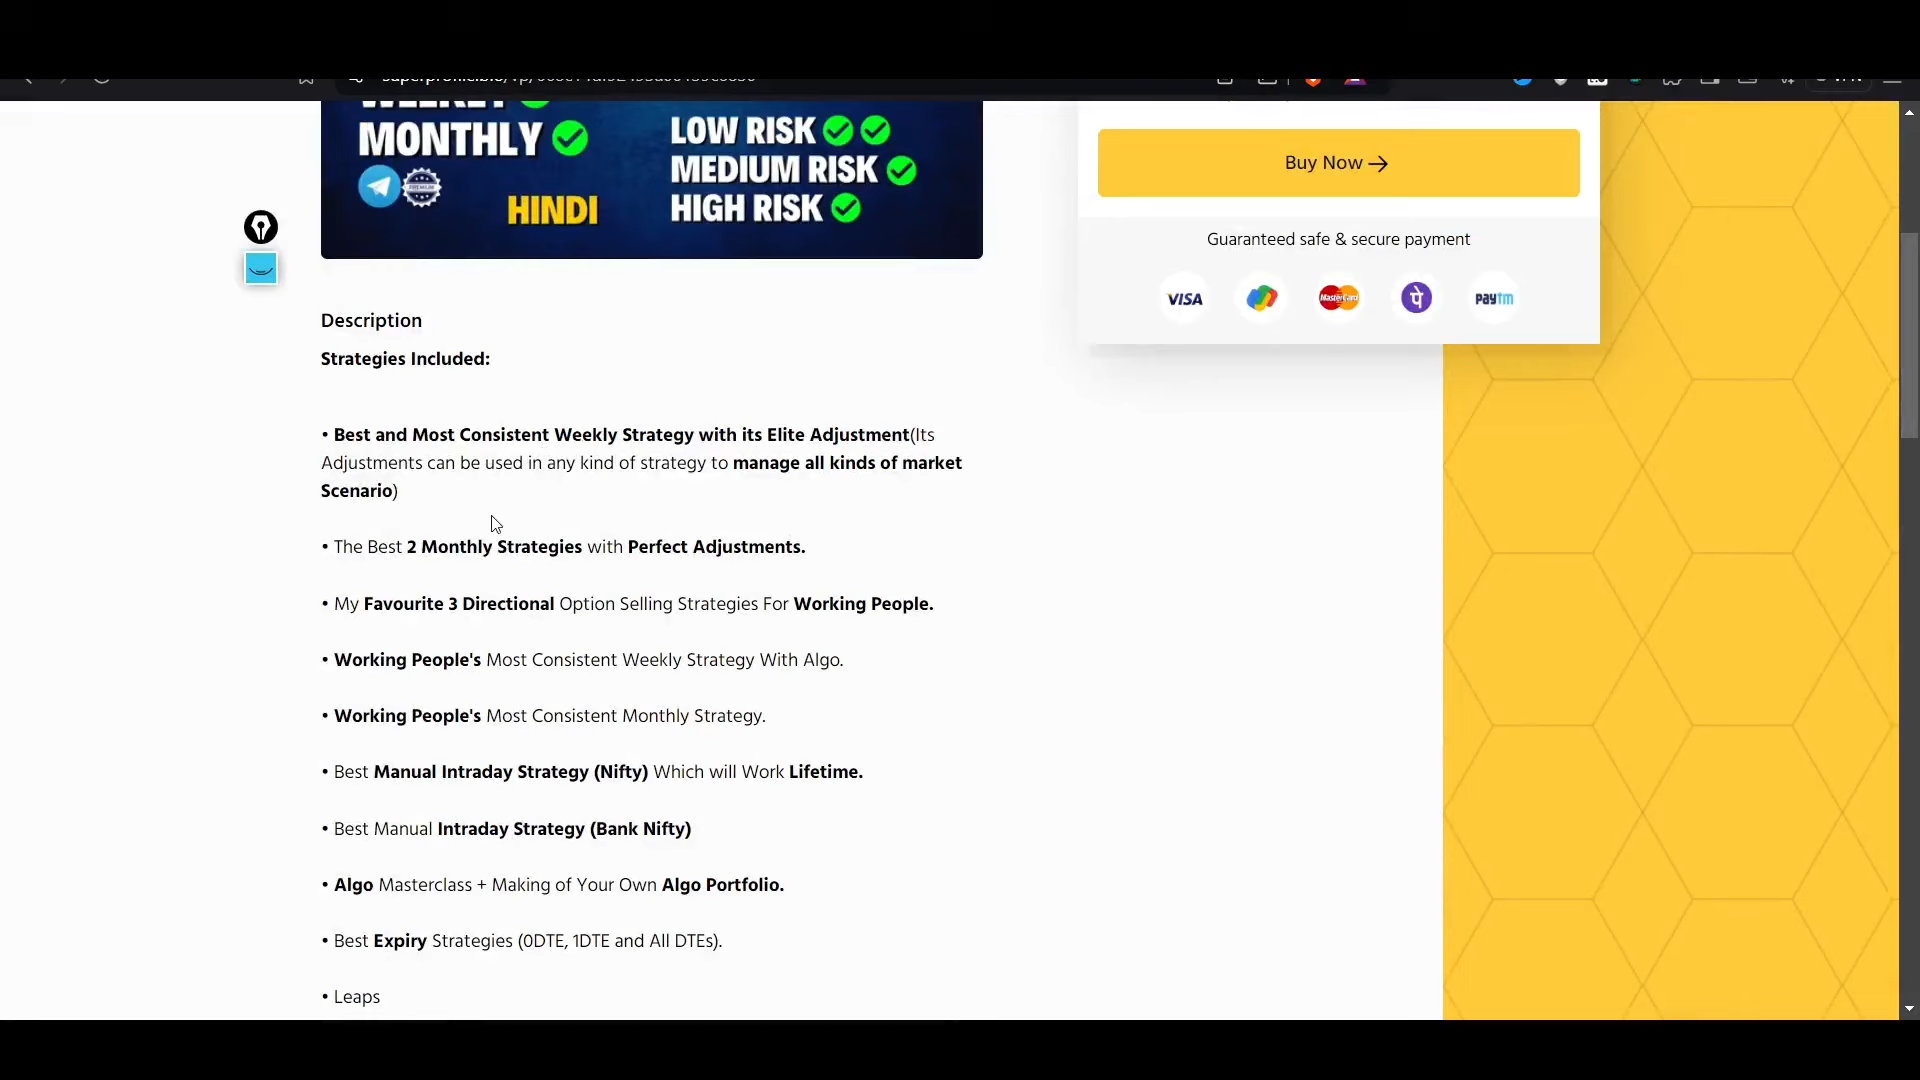 MONTHLY
LOW RISK
MEDIUM RISK
HIGH RISK
HINDI
PREMIUM
Buy Now →
Guaranteed safe & secure payment
VISA
MasterCard
पे
paytm
Description
Strategies Included:
• Best and Most Consistent Weekly Strategy with its Elite Adjustment(Its
Adjustments can be used in any kind of strategy to manage all kinds of market
Scenario)
• The Best 2 Monthly Strategies with Perfect Adjustments.
• My Favourite 3 Directional Option Selling Strategies For Working People.
• Working People's Most Consistent Weekly Strategy With Algo.
• Working People's Most Consistent Monthly Strategy.
• Best Manual Intraday Strategy (Nifty) Which will Work Lifetime.
• Best Manual Intraday Strategy (Bank Nifty)
• Algo Masterclass + Making of Your Own Algo Portfolio.
• Best Expiry Strategies (0DTE, 1DTE and All DTEs).
• Leaps